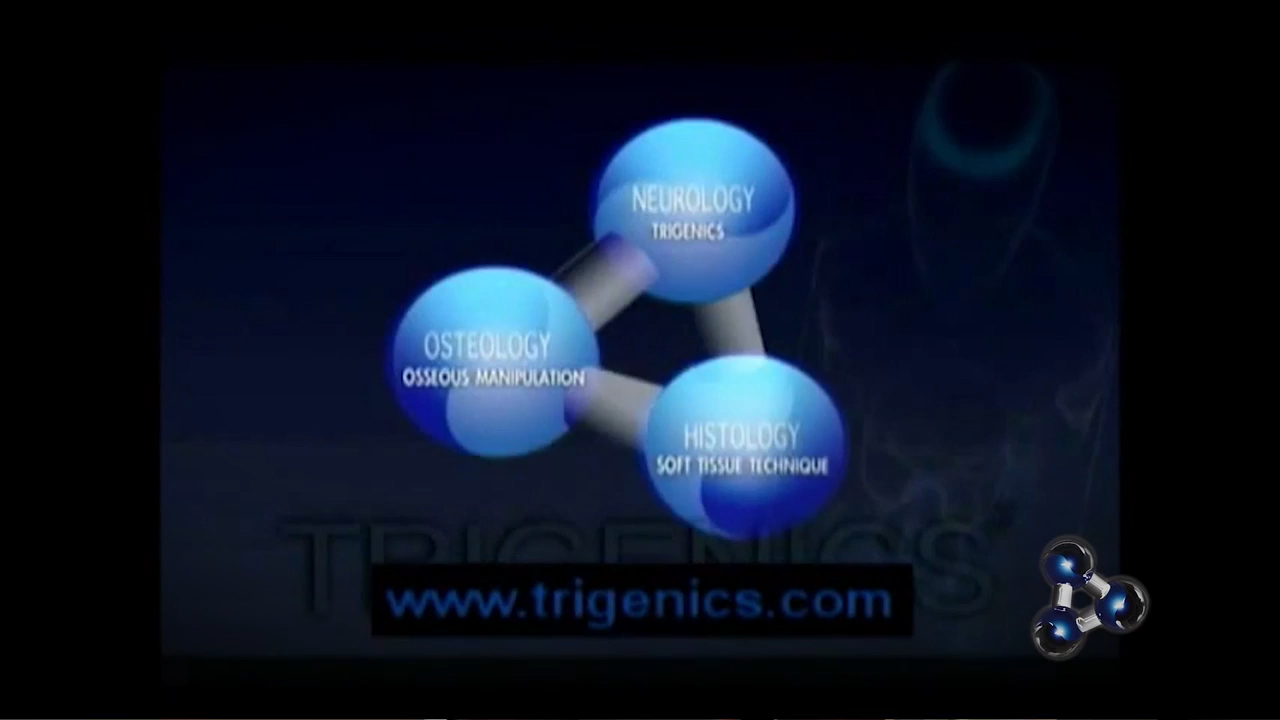 NEUROLOGY
TRIGENICS
OSTEOLOGY
OSSEOUS MANIPULATION
HISTOLOGY
SOFT TISSUE TECHNIQUE
TRIGENICS
www.trigenics.com